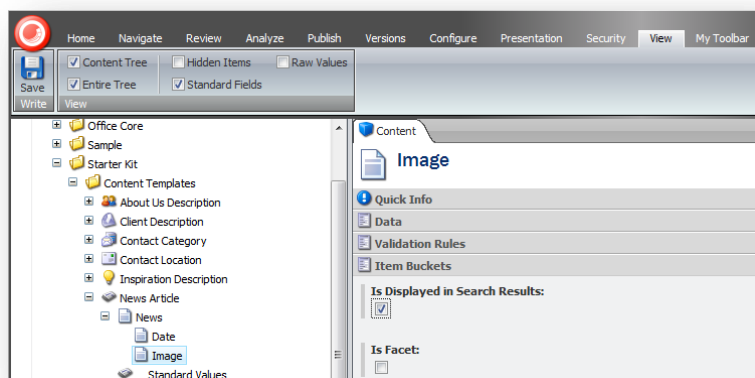 Home Navigate Review Analyze Publish Versions Configure Presentation Security View My Toolbar
Save
Write
Content Tree Hidden Items Raw Values
Entire Tree Standard Fields
View
Office Core
Sample
Starter Kit
Content Templates
About Us Description
Client Description
Contact Category
Contact Location
Inspiration Description
News Article
News
Date
Image
Standard Values
Content
Image
Quick Info
Data
Validation Rules
Item Buckets
Is Displayed in Search Results:
Is Facet: